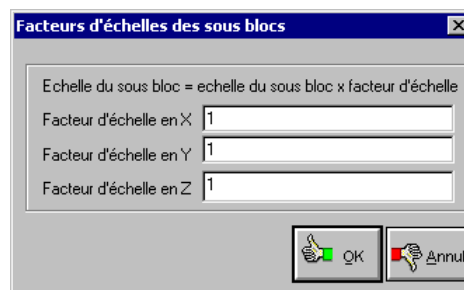 Facteurs d'échelles des sous blocs
Echelle du sous bloc = echelle du sous bloc x facteur d'échelle
Facteur d'échelle en X 1
Facteur d'échelle en Y 1
Facteur d'échelle en Z 1
OK Annul